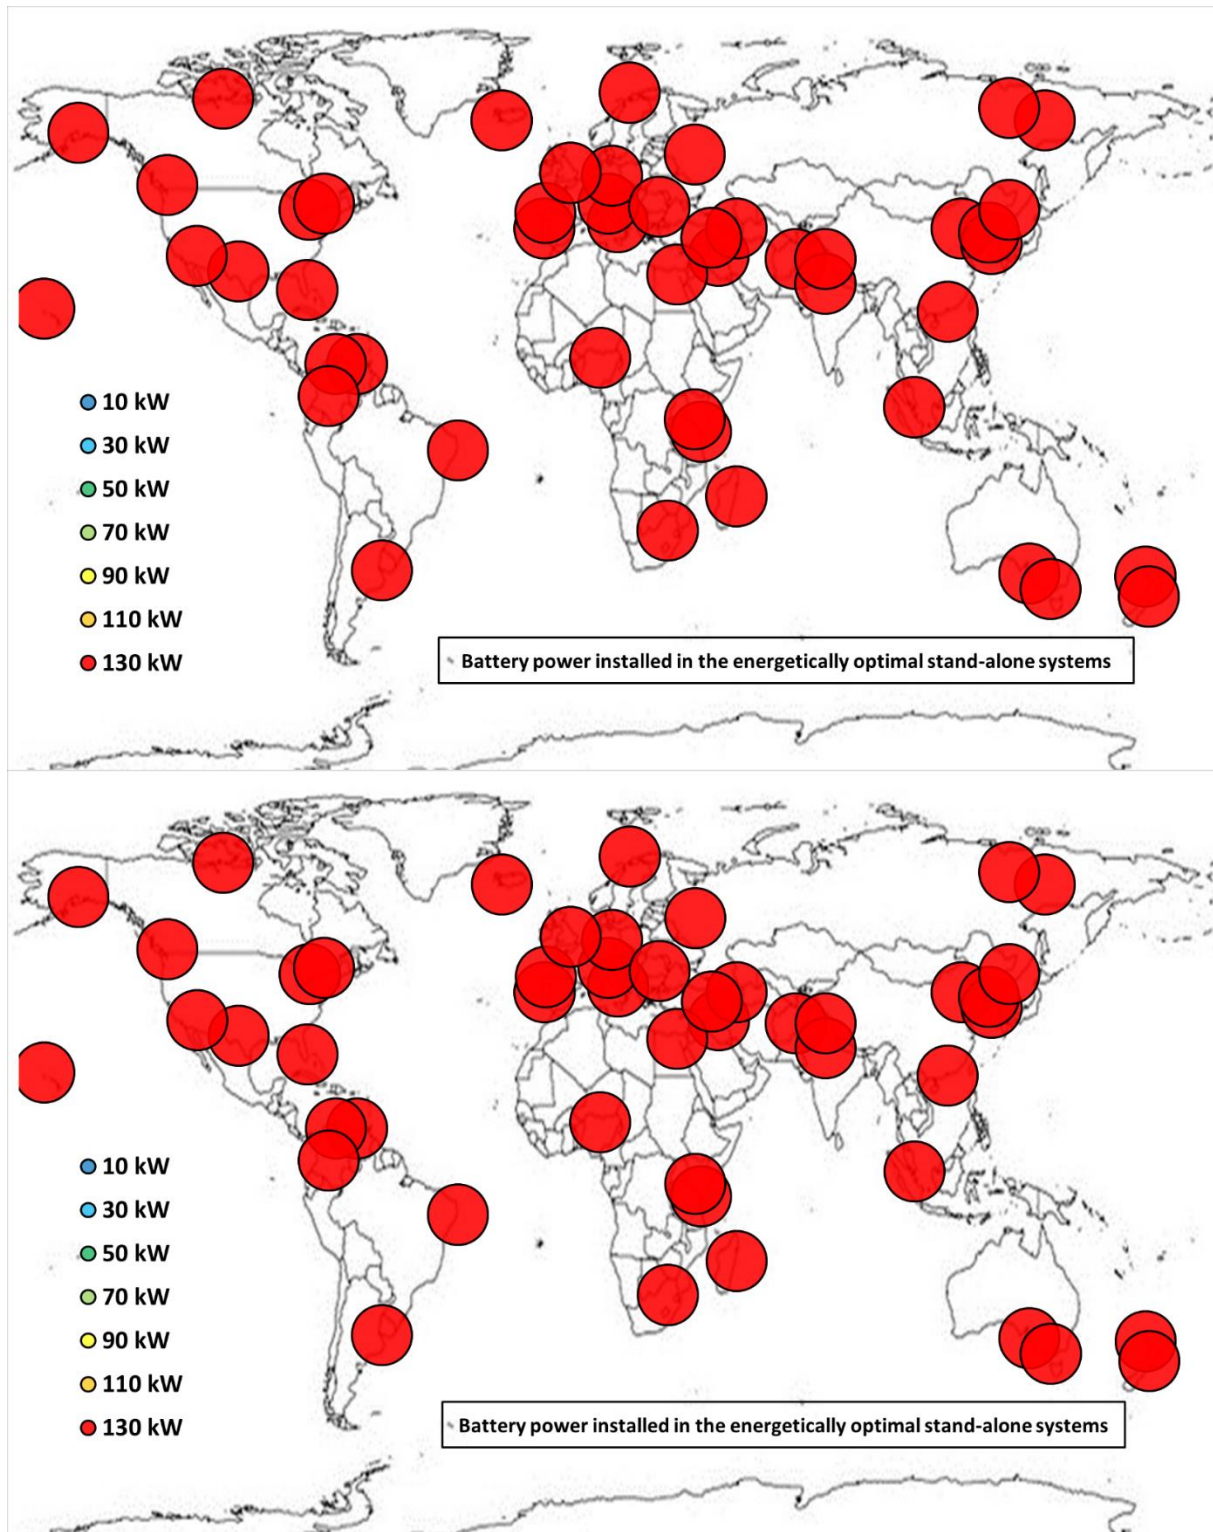 10 kW
30 kW
50 kW
70 kW
90 kW
110 kW
130 kW
Battery power installed in the energetically optimal stand-alone systems
10 kW
30 kW
50 kW
70 kW
90 kW
110 kW
130 kW
Battery power installed in the energetically optimal stand-alone systems